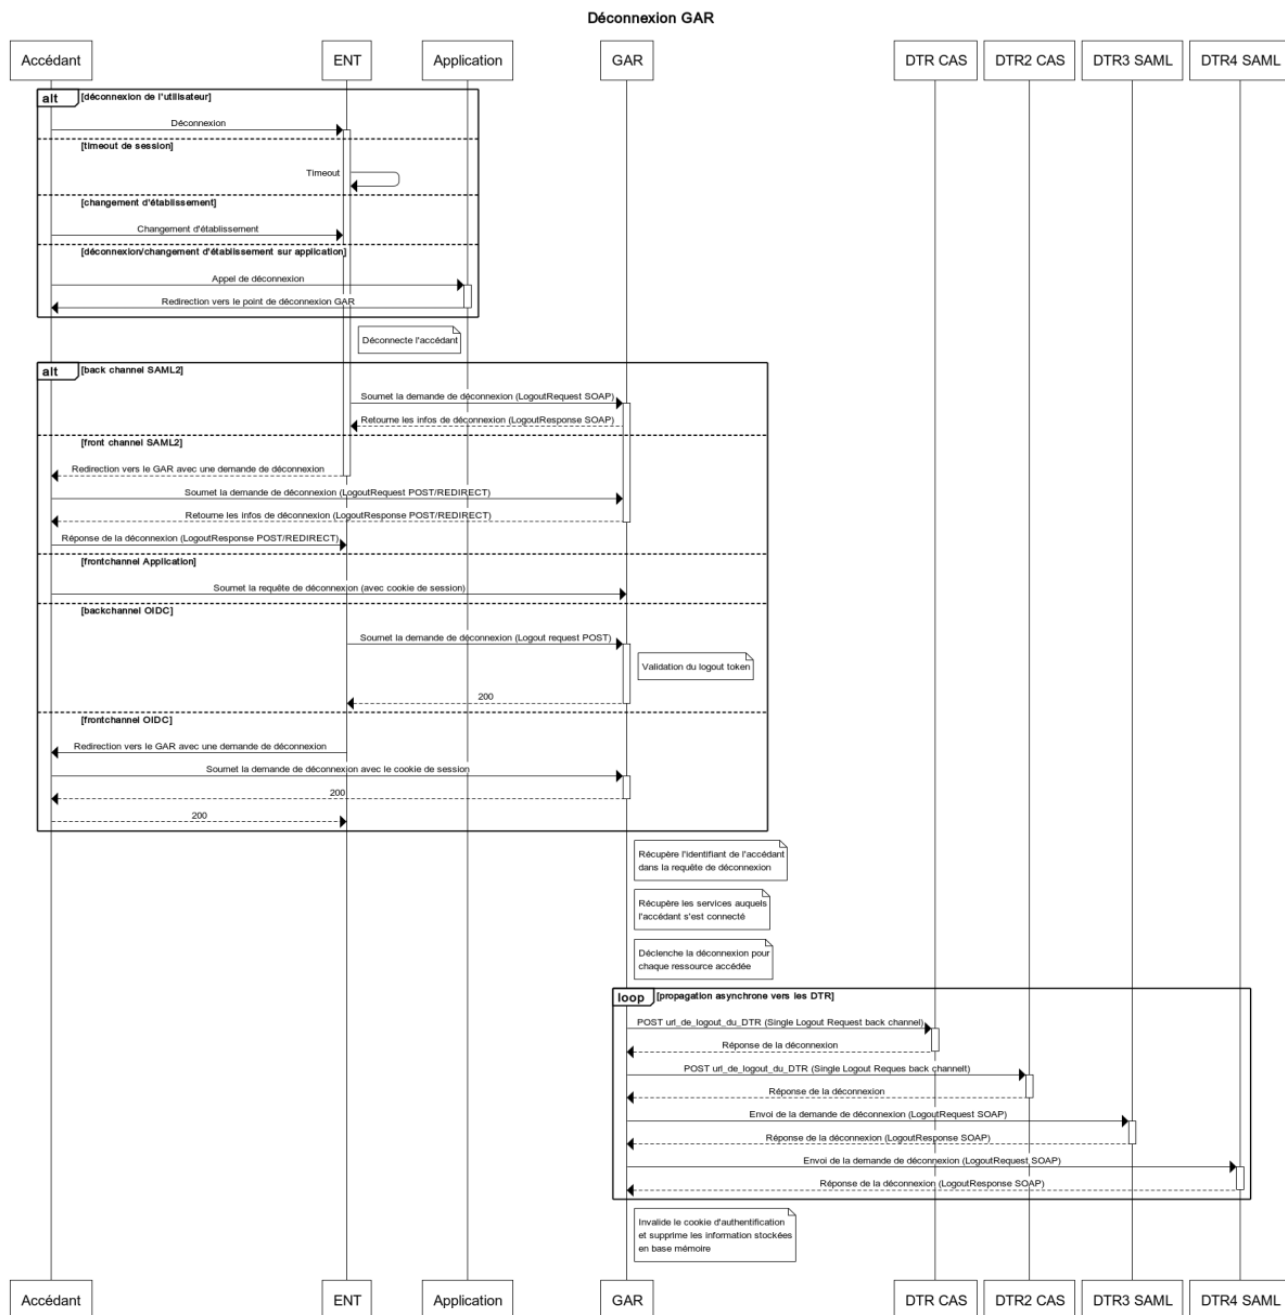 Déconnexion GAR
Accédant
ENT
Application
GAR
DTR CAS
DTR2 CAS
DTR3 SAML
DTR4 SAML
alt
[déconnexion de l'utilisateur]
Déconnexion
[timeout de session]
Timeout
[changement d'établissement]
Changement d'établissement
[déconnexion/changement d'établissement sur application]
Appel de déconnexion
Redirection vers le point de déconnexion GAR
Déconnecte l'accédant
alt
[back channel SAML2]
Soumet la demande de déconnexion (LogoutRequest SOAP)
Retourne les infos de déconnexion (LogoutResponse SOAP)
[front channel SAML2]
Redirection vers le GAR avec une demande de déconnexion
Soumet la demande de déconnexion (LogoutRequest POST/REDIRECT)
Retourne les infos de déconnexion (LogoutResponse POST/REDIRECT)
Réponse de la déconnexion (LogoutResponse POST/REDIRECT)
[frontchannel Application]
Soumet la requête de déconnexion (avec cookie de session)
[backchannel OIDC]
Soumet la demande de déconnexion (Logout request POST)
Validation du logout token
200
[frontchannel OIDC]
Redirection vers le GAR avec une demande de déconnexion
Soumet la demande de déconnexion avec le cookie de session
200
200
Récupère l'identifiant de l'accédant
dans la requête de déconnexion
Récupère les services auquels
l'accédant s'est connecté
Déclenche la déconnexion pour
chaque ressource accédée
loop
[propagation asynchrone vers les DTR]
POST url_de_logout_du_DTR (Single Logout Request back channel)
Réponse de la déconnexion
POST url_de_logout_du_DTR (Single Logout Reques back channelt)
Réponse de la déconnexion
Envoi de la demande de déconnexion (LogoutRequest SOAP)
Réponse de la déconnexion (LogoutResponse SOAP)
Envoi de la demande de déconnexion (LogoutRequest SOAP)
Réponse de la déconnexion (LogoutResponse SOAP)
Invalide le cookie d'authentification
et supprime les information stockées
en base mémoire
Accédant
ENT
Application
GAR
DTR CAS
DTR2 CAS
DTR3 SAML
DTR4 SAML